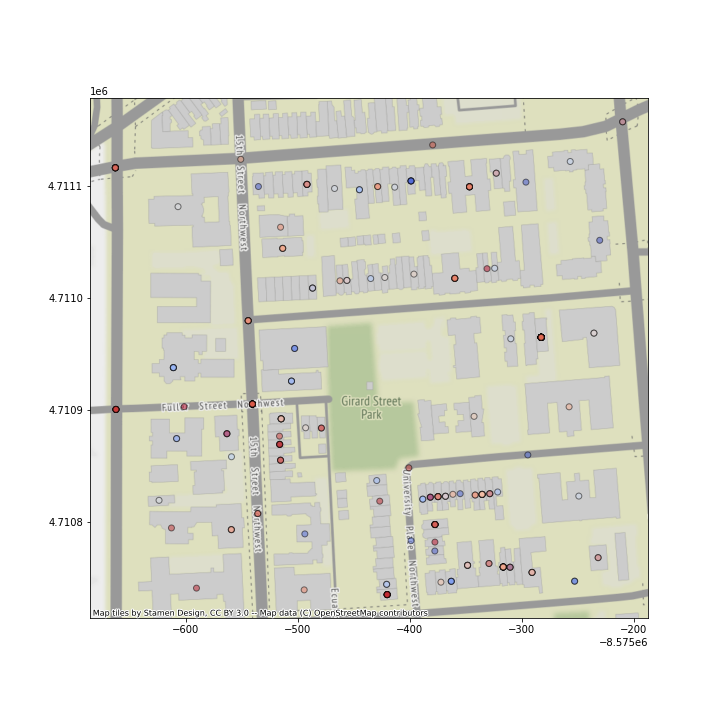 1e6
4.7111
4.7110
4.7109
4.7108
15th Street Northwest
Fuller Street Northwest
Girard Street
Park
15th Street Northwest
University Place Northwest
Map tiles by Stamen Design, CC BY 3.0 -- Map data (C) OpenStreetMap contributors
−600
−500
−400
−300
−200
−8.575e6